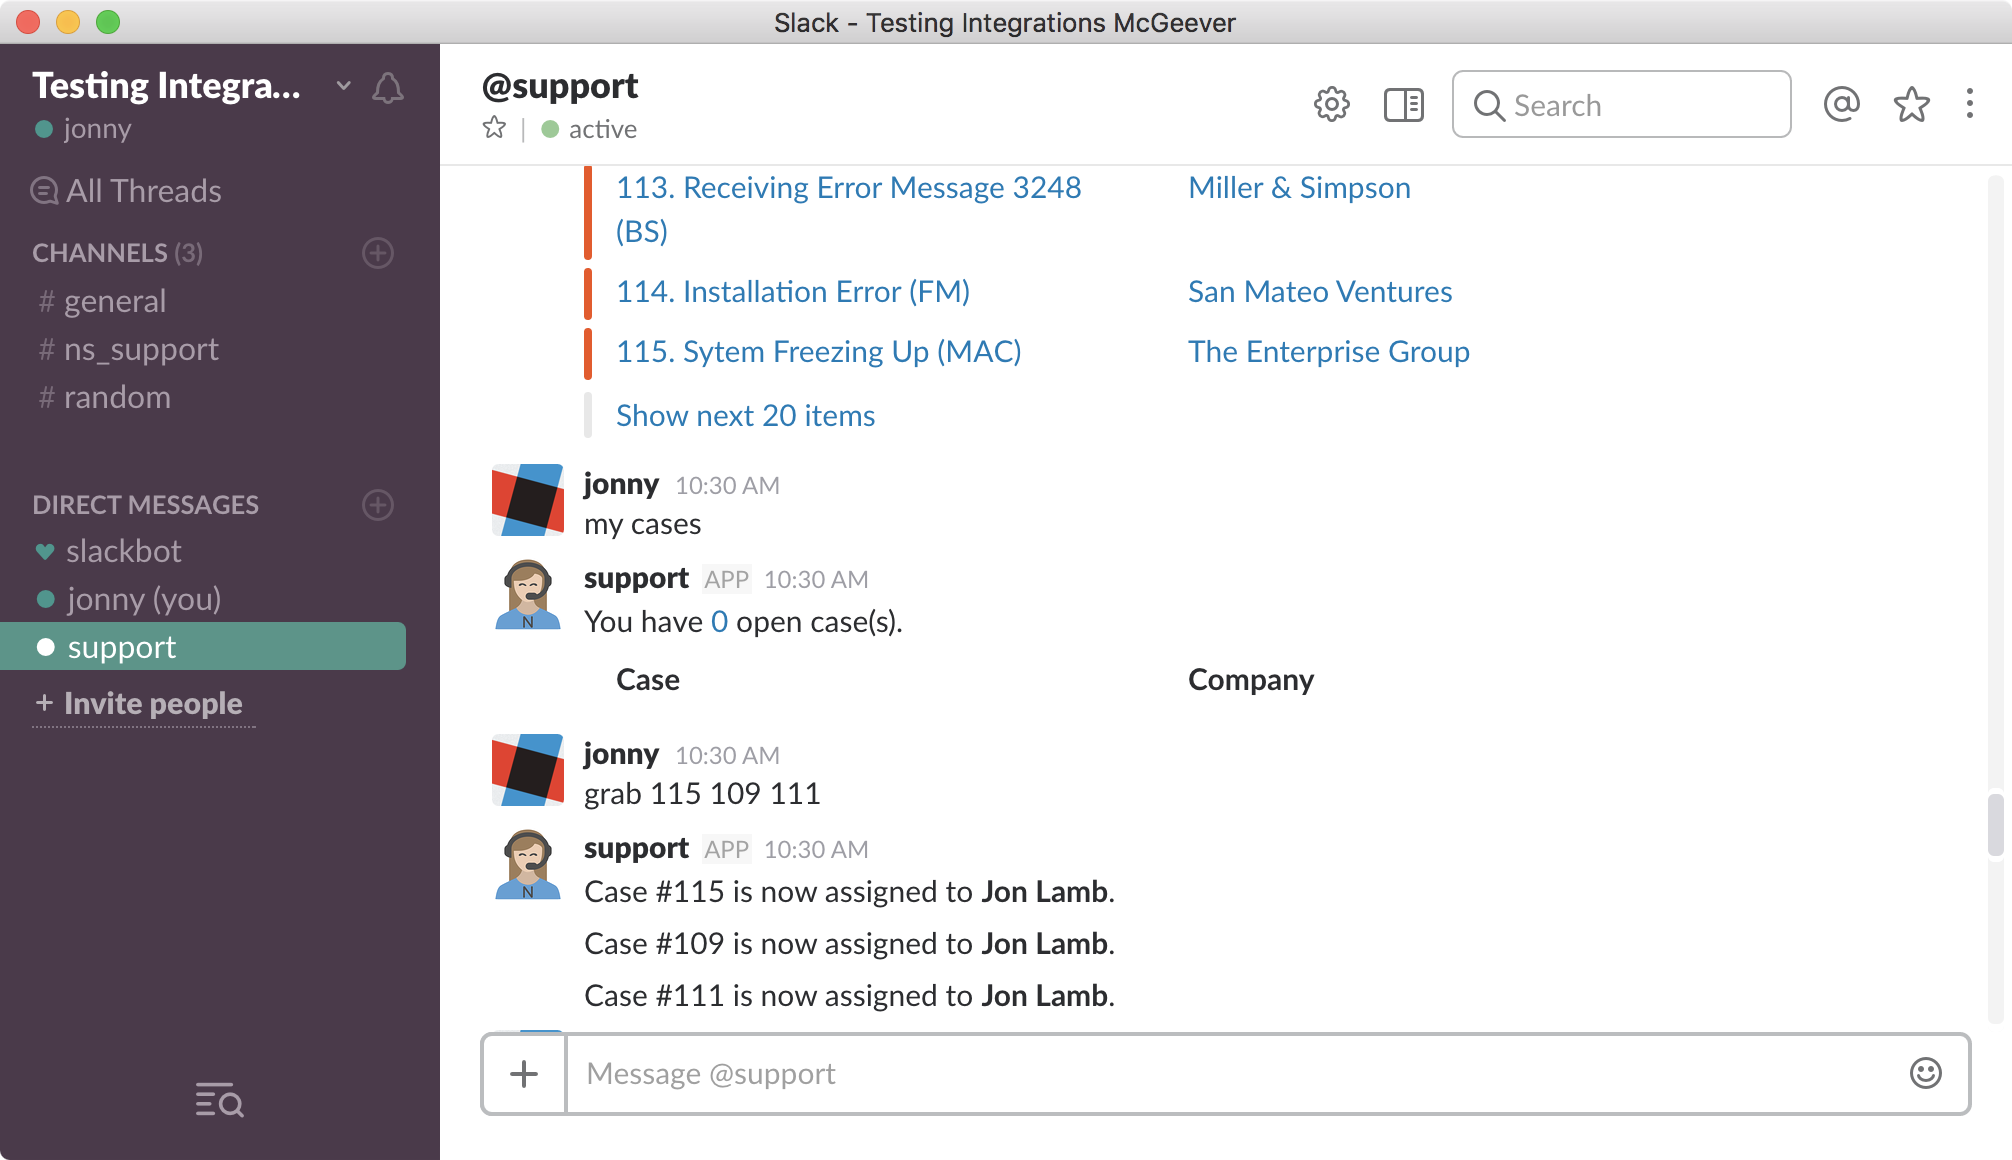 Slack - Testing Integrations McGeever
Testing Integra...
jonny
All Threads
CHANNELS (3)
# general
# ns_support
# random
DIRECT MESSAGES
slackbot
jonny (you)
support
+ Invite people
@support
active
Search
113. Receiving Error Message 3248 (BS)
Miller & Simpson
114. Installation Error (FM)
San Mateo Ventures
115. Sytem Freezing Up (MAC)
The Enterprise Group
Show next 20 items
jonny 10:30 AM
my cases
support APP 10:30 AM
N
You have 0 open case(s).
Case
Company
jonny 10:30 AM
grab 115 109 111
support APP 10:30 AM
N
Case #115 is now assigned to Jon Lamb.
Case #109 is now assigned to Jon Lamb.
Case #111 is now assigned to Jon Lamb.
Message @support